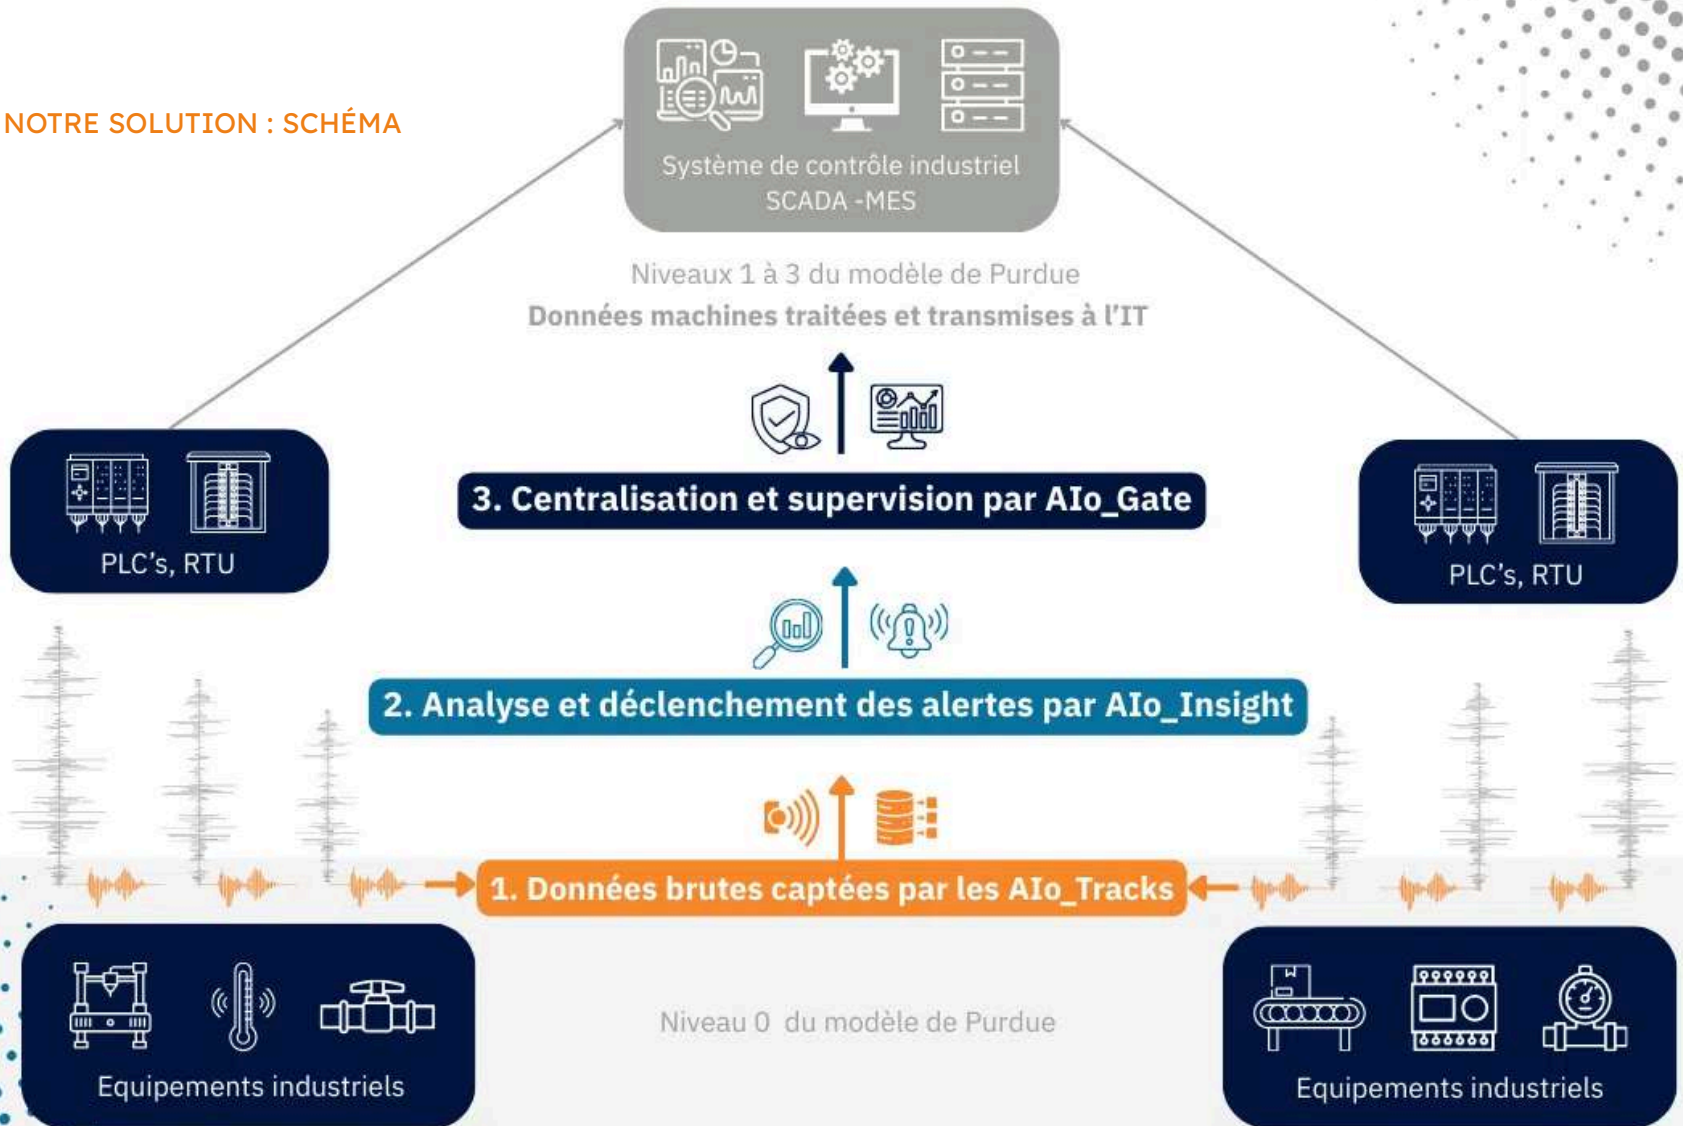 NOTRE SOLUTION : SCHÉMA
Système de contrôle industriel
SCADA -MES
Niveaux 1 à 3 du modèle de Purdue
Données machines traitées et transmises à l'IT
3. Centralisation et supervision par AIo_Gate
PLC's, RTU
PLC's, RTU
2. Analyse et déclenchement des alertes par AIo_Insight
1. Données brutes captées par les AIo_Tracks
Niveau 0 du modèle de Purdue
Equipements industriels
Equipements industriels